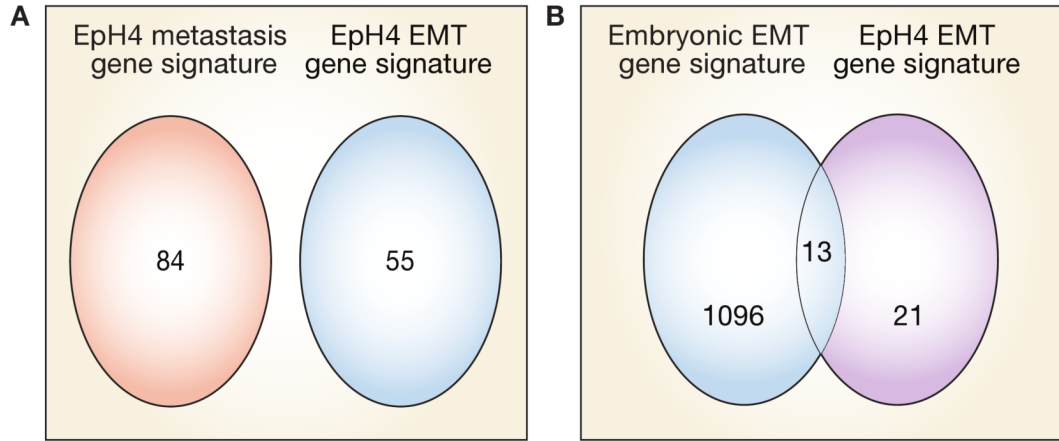 A
EpH4 metastasis
gene signature
EpH4 EMT
gene signature
84
55
B
Embryonic EMT
gene signature
EpH4 EMT
gene signature
13
1096
21